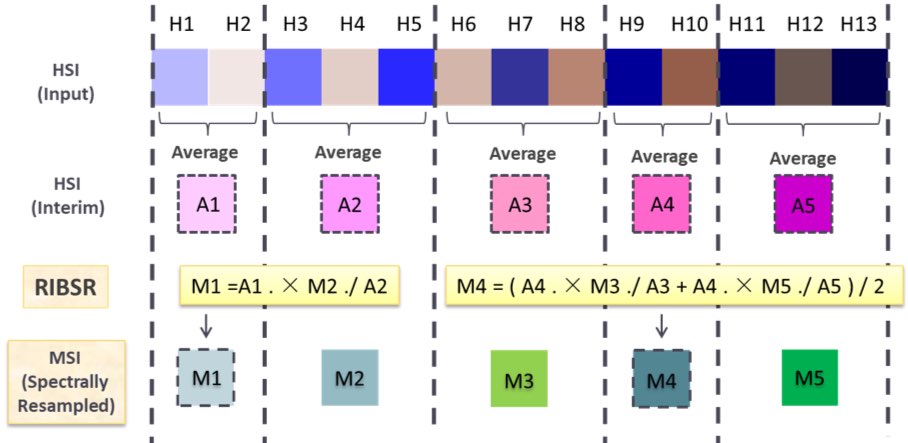 H1 H2 H3 H4 H5 H6 H7 H8 H9 H10 H11 H12 H13
HSI
(Input)
Average Average Average Average Average
HSI
(Interim)
A1 A2 A3 A4 A5
RIBSR
M1 =A1 . × M2 ./ A2
M4 = ( A4 . × M3 ./ A3 + A4 . × M5 ./ A5 ) / 2
MSI
(Spectrally
Resampled)
M1 M2 M3 M4 M5